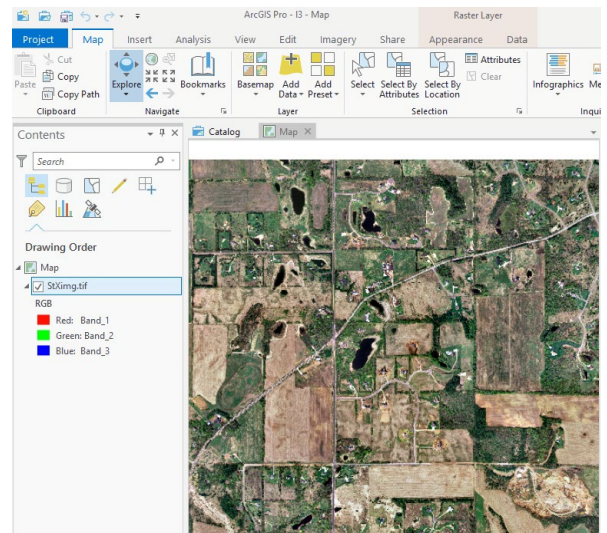 ArcGIS Pro - I3 - Map
Raster Layer
Project Map Insert Analysis View Edit Imagery Share Appearance Data
Cut
Copy
Copy Path
Paste
Clipboard
Explore
Bookmarks
Navigate
Basemap
Add Data
Add Preset
Layer
Select
Select By Attributes
Select By Location
Attributes
Clear
Selection
Infographics
Contents
Catalog
Map
Search
Drawing Order
Map
StXimg.tif
RGB
Red: Band_1
Green: Band_2
Blue: Band_3